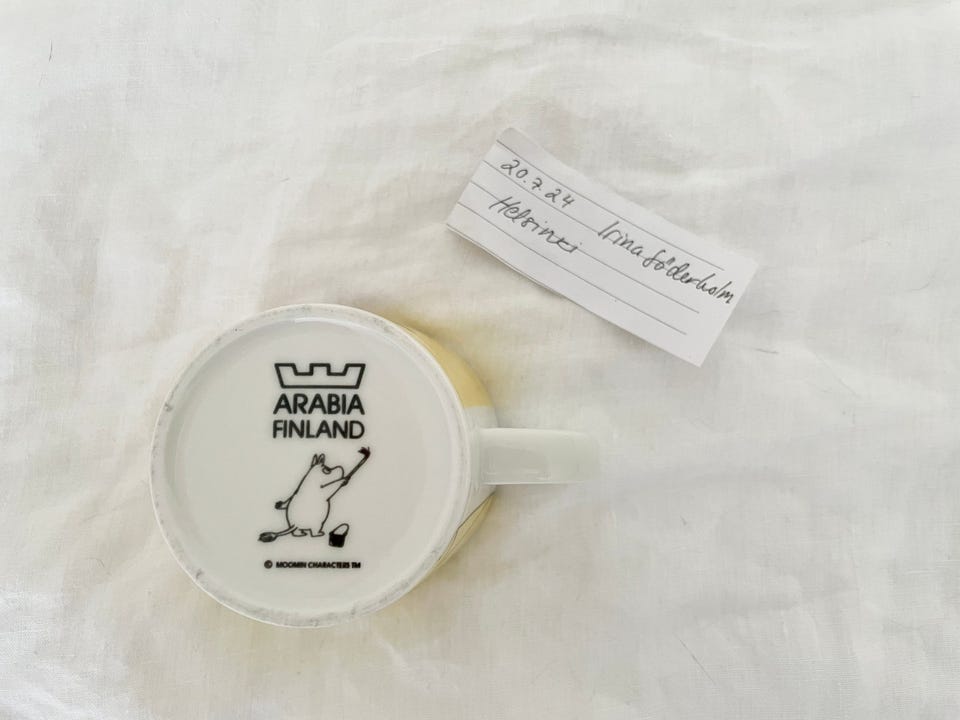 20.7.24 Irina Söderholm
Helsinki
ARABIA
FINLAND
© MOOMIN CHARACTERS TM